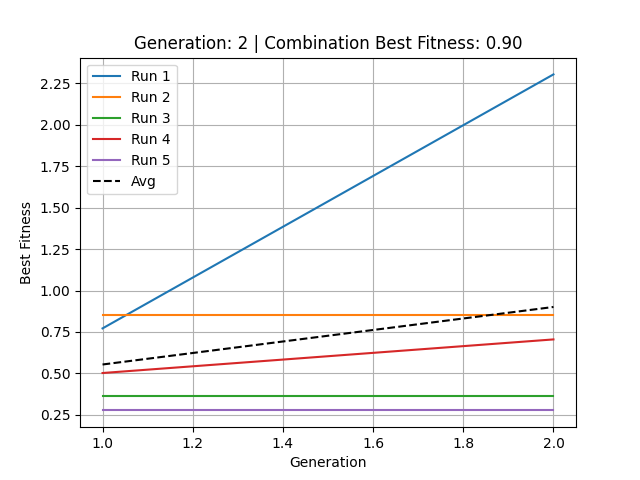 Generation: 2 | Combination Best Fitness: 0.90
Run 1
Run 2
Run 3
Run 4
Run 5
Avg
2.25
2.00
1.75
1.50
1.25
1.00
0.75
0.50
0.25
Best Fitness
1.0 1.2 1.4 1.6 1.8 2.0
Generation